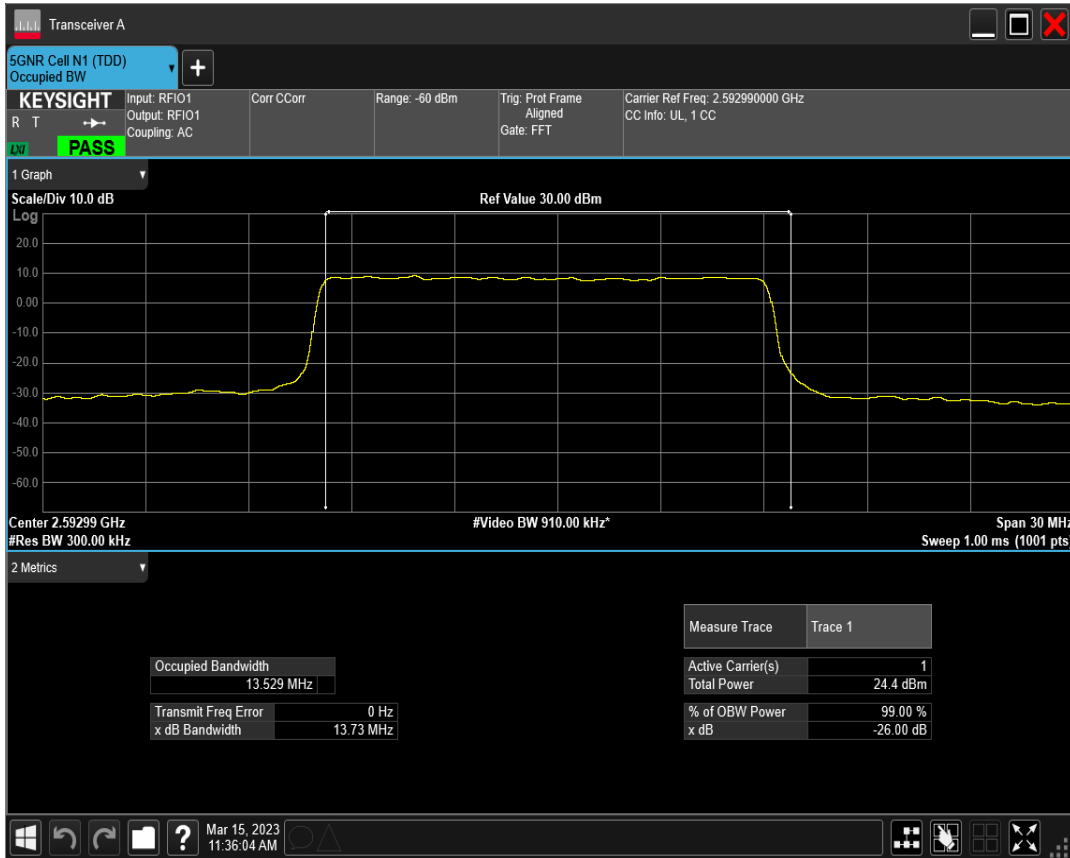 Transceiver A
5GNR Cell N1 (TDD)
Occupied BW
+
KEYSIGHT
R T
LXI
PASS
Input: RFIO1
Output: RFIO1
Coupling: AC
Corr CCorr
Range: -60 dBm
Trig: Prot Frame
Aligned
Gate: FFT
Carrier Ref Freq: 2.592990000 GHz
CC Info: UL, 1 CC
1 Graph
Scale/Div 10.0 dB
Ref Value 30.00 dBm
Log
20.0
10.0
0.00
-10.0
-20.0
-30.0
-40.0
-50.0
-60.0
Center 2.59299 GHz
#Video BW 910.00 kHz*
Span 30 MHz
#Res BW 300.00 kHz
Sweep 1.00 ms (1001 pts)
2 Metrics
Measure Trace Trace 1
Occupied Bandwidth
13.529 MHz
Active Carrier(s) 1
Total Power 24.4 dBm
Transmit Freq Error 0 Hz
x dB Bandwidth 13.73 MHz
% of OBW Power 99.00 %
x dB -26.00 dB
?
Mar 15, 2023
11:36:04 AM